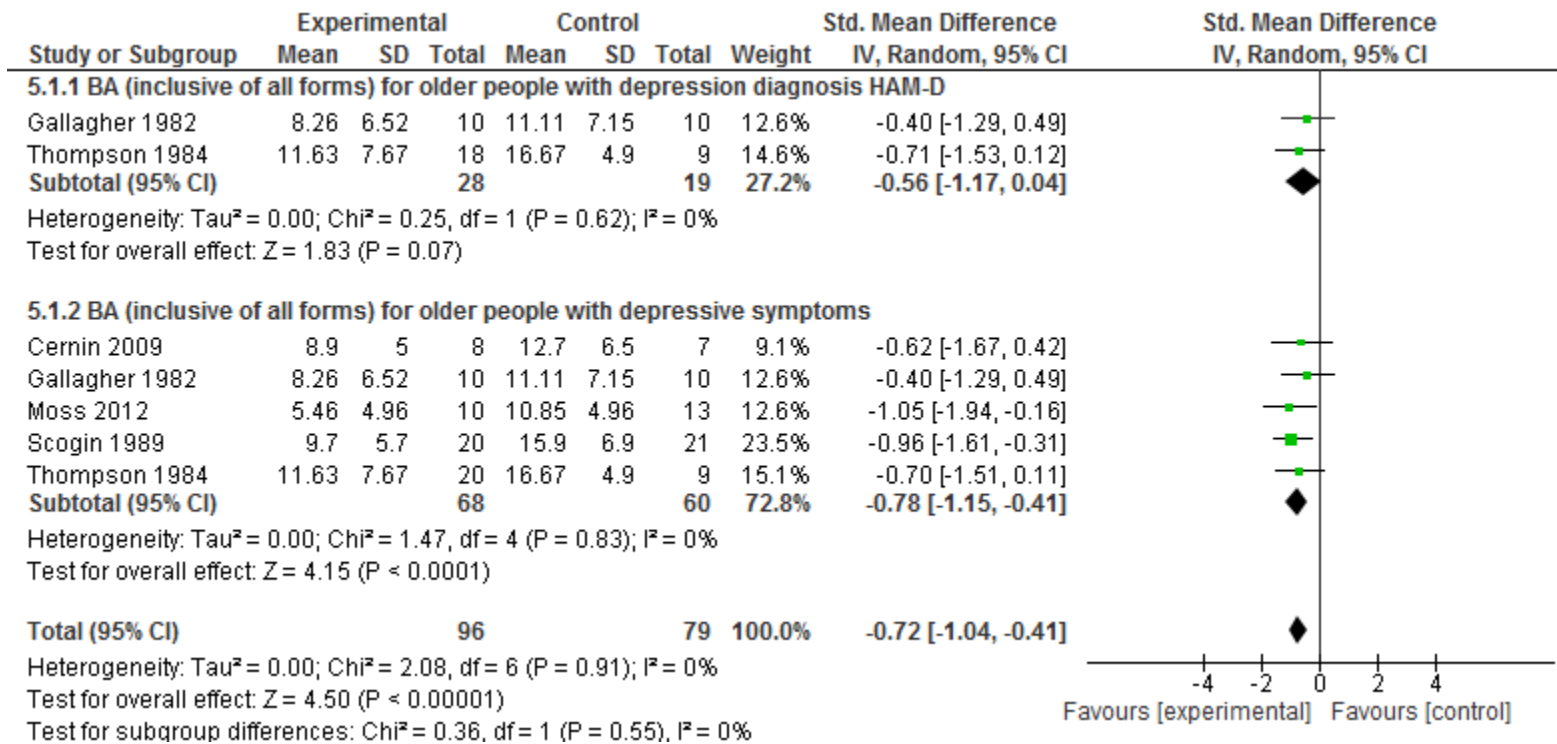 Experimental Control Std. Mean Difference Std. Mean Difference
Study or Subgroup Mean SD Total Mean SD Total Weight IV, Random, 95% CI IV, Random, 95% CI
5.1.1 BA (inclusive of all forms) for older people with depression diagnosis HAM-D
Gallagher 1982 8.26 6.52 10 11.11 7.15 10 12.6% -0.40 [-1.29, 0.49]
Thompson 1984 11.63 7.67 18 16.67 4.9 9 14.6% -0.71 [-1.53, 0.12]
Subtotal (95% CI) 28 19 27.2% -0.56 [-1.17, 0.04]
Heterogeneity: Tau² = 0.00; Chi² = 0.25, df = 1 (P = 0.62); I² = 0%
Test for overall effect: Z = 1.83 (P = 0.07)
5.1.2 BA (inclusive of all forms) for older people with depressive symptoms
Cernin 2009 8.9 5 8 12.7 6.5 7 9.1% -0.62 [-1.67, 0.42]
Gallagher 1982 8.26 6.52 10 11.11 7.15 10 12.6% -0.40 [-1.29, 0.49]
Moss 2012 5.46 4.96 10 10.85 4.96 13 12.6% -1.05 [-1.94, -0.16]
Scogin 1989 9.7 5.7 20 15.9 6.9 21 23.5% -0.96 [-1.61, -0.31]
Thompson 1984 11.63 7.67 20 16.67 4.9 9 15.1% -0.70 [-1.51, 0.11]
Subtotal (95% CI) 68 60 72.8% -0.78 [-1.15, -0.41]
Heterogeneity: Tau² = 0.00; Chi² = 1.47, df = 4 (P = 0.83); I² = 0%
Test for overall effect: Z = 4.15 (P < 0.0001)
Total (95% CI) 96 79 100.0% -0.72 [-1.04, -0.41]
Heterogeneity: Tau² = 0.00; Chi² = 2.08, df = 6 (P = 0.91); I² = 0%
Test for overall effect: Z = 4.50 (P < 0.00001)
Test for subgroup differences: Chi² = 0.36, df = 1 (P = 0.55), I² = 0%
-4 -2 0 2 4
Favours [experimental] Favours [control]